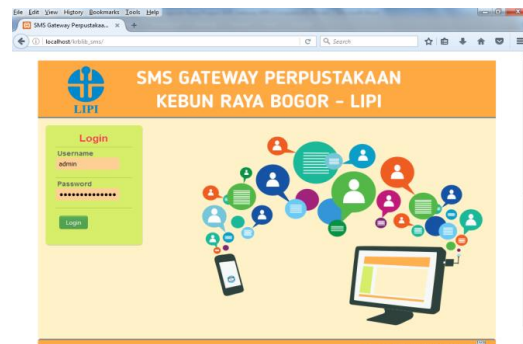 File Edit View History Bookmarks Tools Help
SMS Gateway Perpustakaa... × +
localhost/krblib_sms/
Search
SMS GATEWAY PERPUSTAKAAN
KEBUN RAYA BOGOR - LIPI
LIPI
Login
Username
admin
Password
••••••••••••••
Login